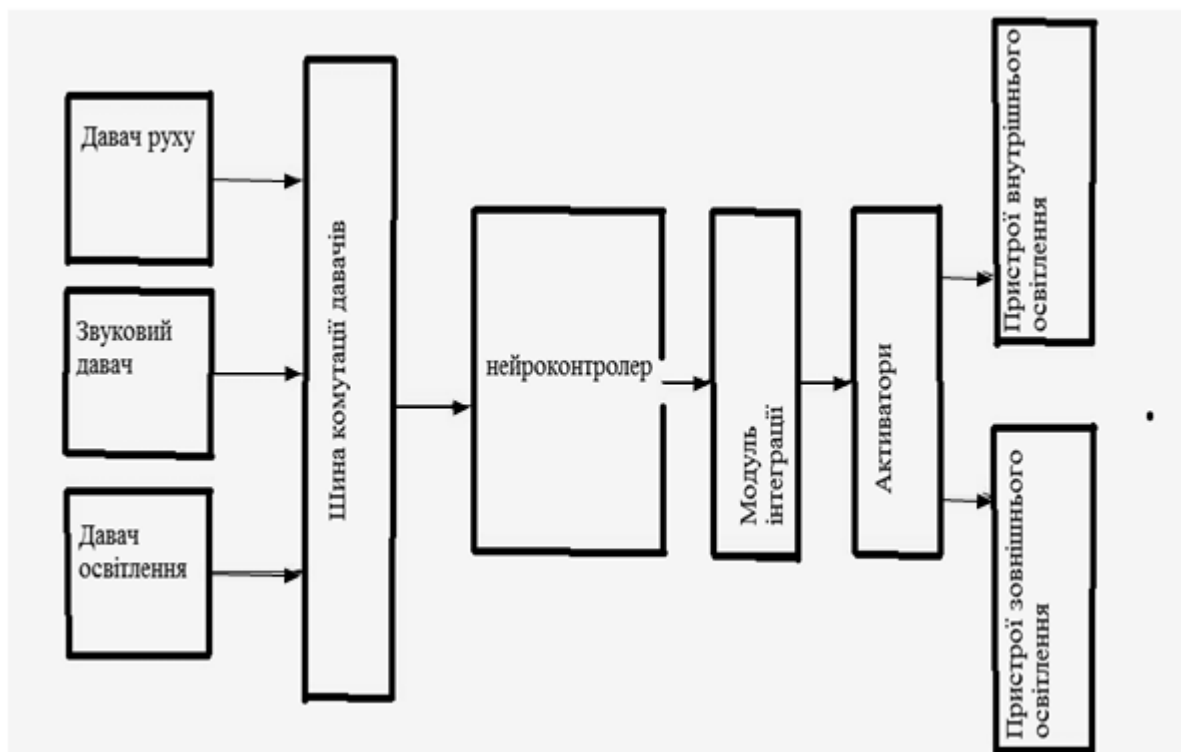 Давач руху
Звуковий
давач
Давач
освітлення
Шина комутації давачів
нейроконтролер
Модуль
інтеграції
Активатори
Пристрої внутрішнього
освітлення
Пристрої зовнішнього
освітлення